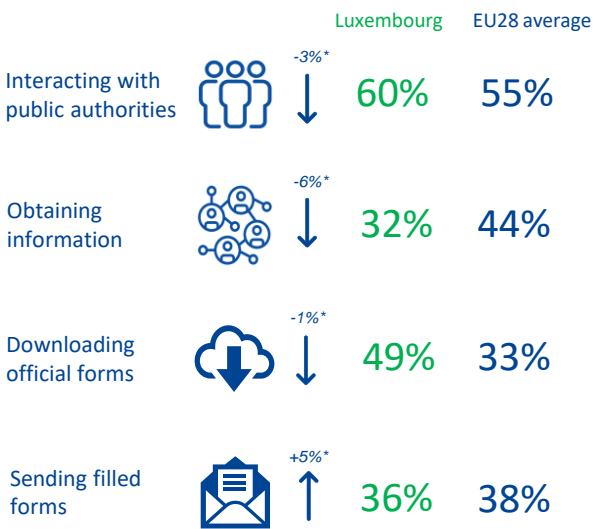 Luxembourg EU28 average
Interacting with
public authorities
-3%*
60% 55%
Obtaining
information
-6%*
32% 44%
Downloading
official forms
-1%*
49% 33%
Sending filled
forms
+5%*
36% 38%